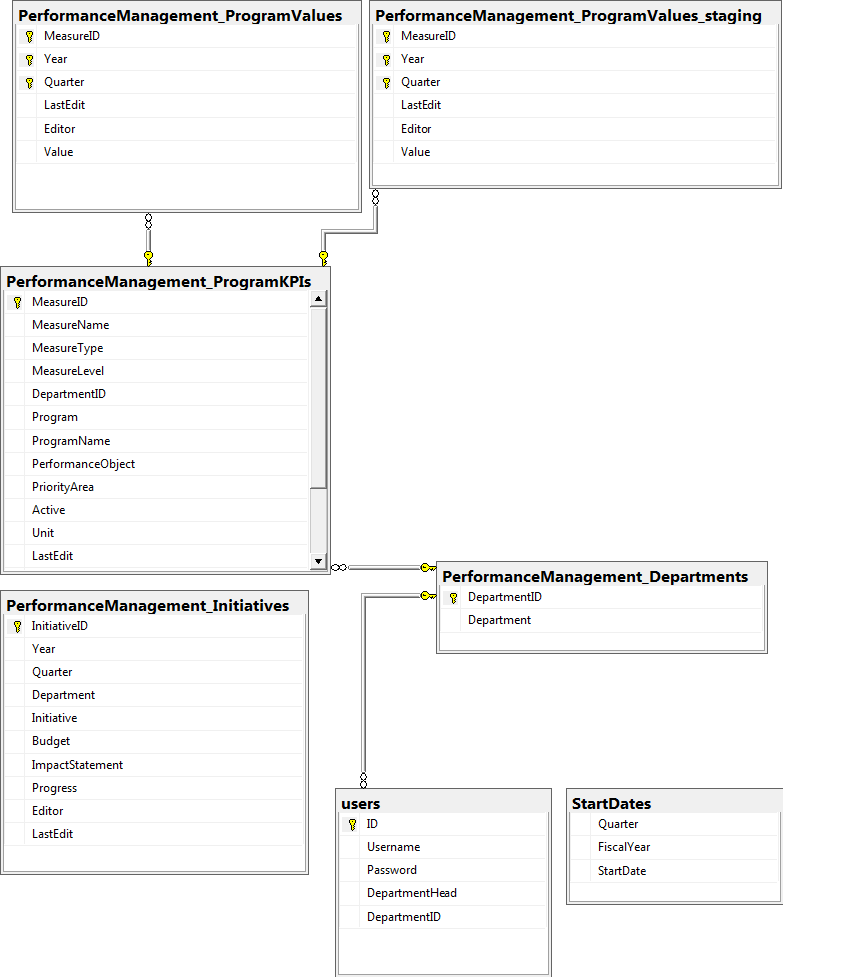 PerformanceManagement_ProgramValues
MeasureID
Year
Quarter
LastEdit
Editor
Value
PerformanceManagement_ProgramValues_staging
MeasureID
Year
Quarter
LastEdit
Editor
Value
PerformanceManagement_ProgramKPIs
MeasureID
MeasureName
MeasureType
MeasureLevel
DepartmentID
Program
ProgramName
PerformanceObject
PriorityArea
Active
Unit
LastEdit
PerformanceManagement_Departments
DepartmentID
Department
PerformanceManagement_Initiatives
InitiativeID
Year
Quarter
Department
Initiative
Budget
ImpactStatement
Progress
Editor
LastEdit
users
ID
Username
Password
DepartmentHead
DepartmentID
StartDates
Quarter
FiscalYear
StartDate